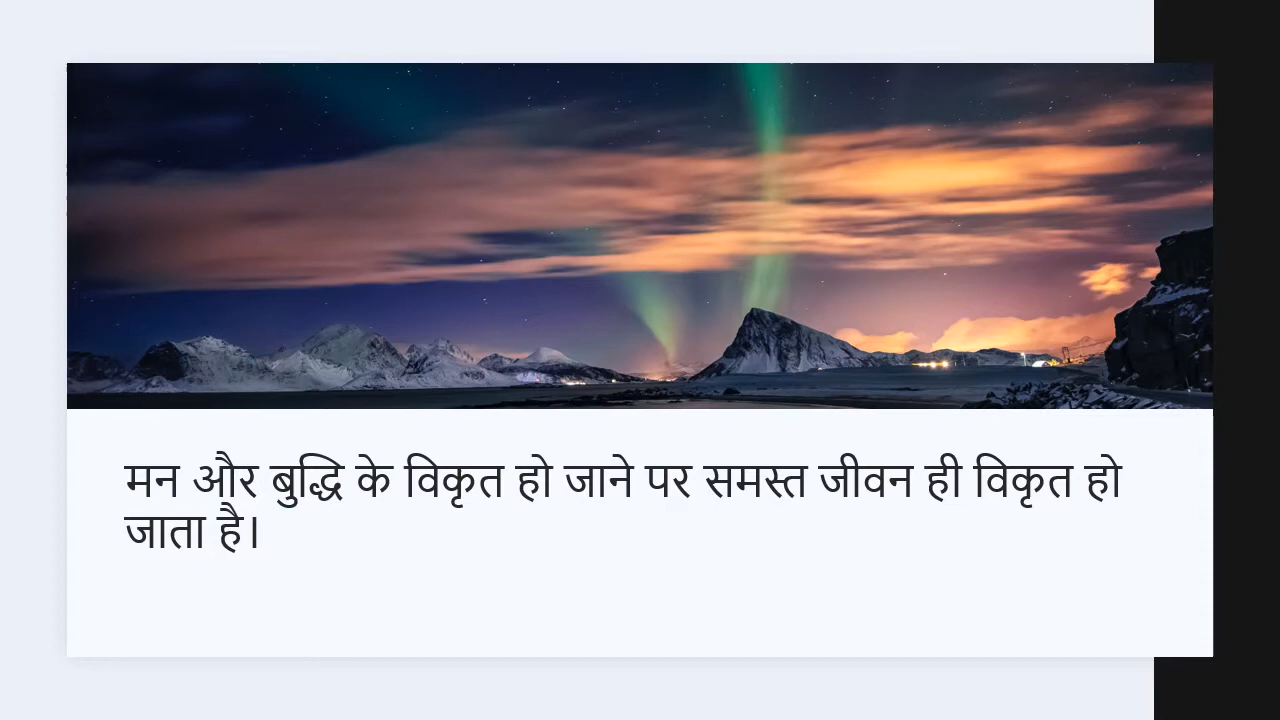 मन और बुद्धि के विकृत हो जाने पर समस्त जीवन ही विकृत हो
जाता है।